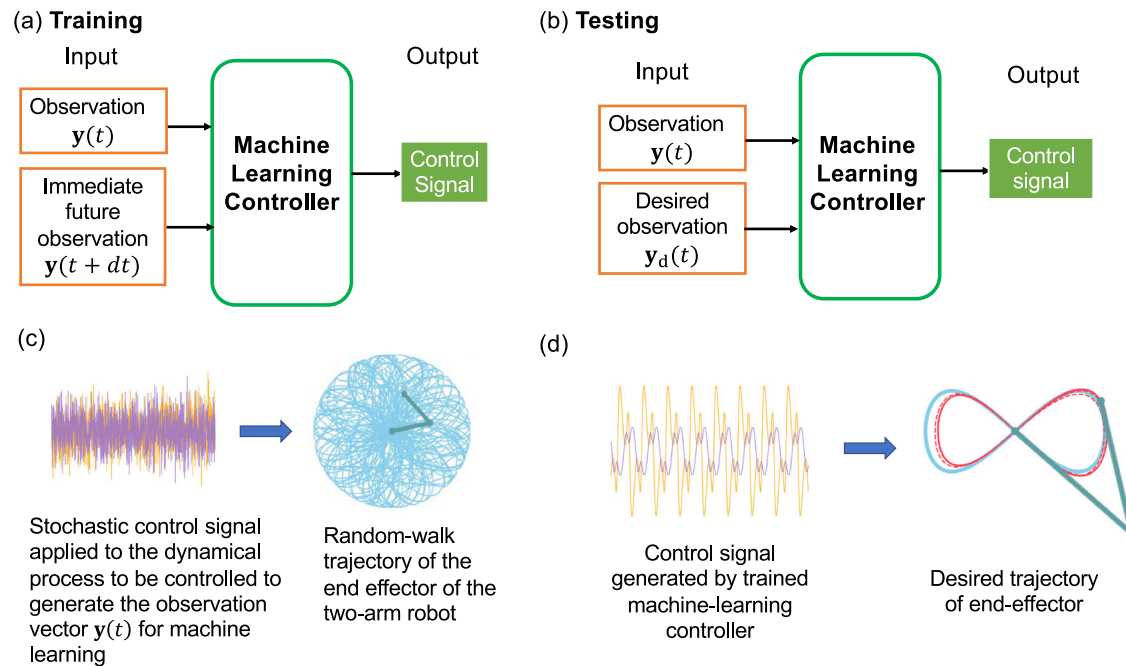 (a) Training
Input
Output
Observation
y(t)
Immediate
future
observation
y(t + dt)
Machine
Learning
Controller
Control
Signal
(b) Testing
Input
Output
Observation
y(t)
Desired
observation
y_d(t)
Machine
Learning
Controller
Control
signal
(c)
Stochastic control signal
applied to the dynamical
process to be controlled to
generate the observation
vector y(t) for machine
learning
Random-walk
trajectory of the
end effector of the
two-arm robot
(d)
Control signal
generated by trained
machine-learning
controller
Desired trajectory
of end-effector